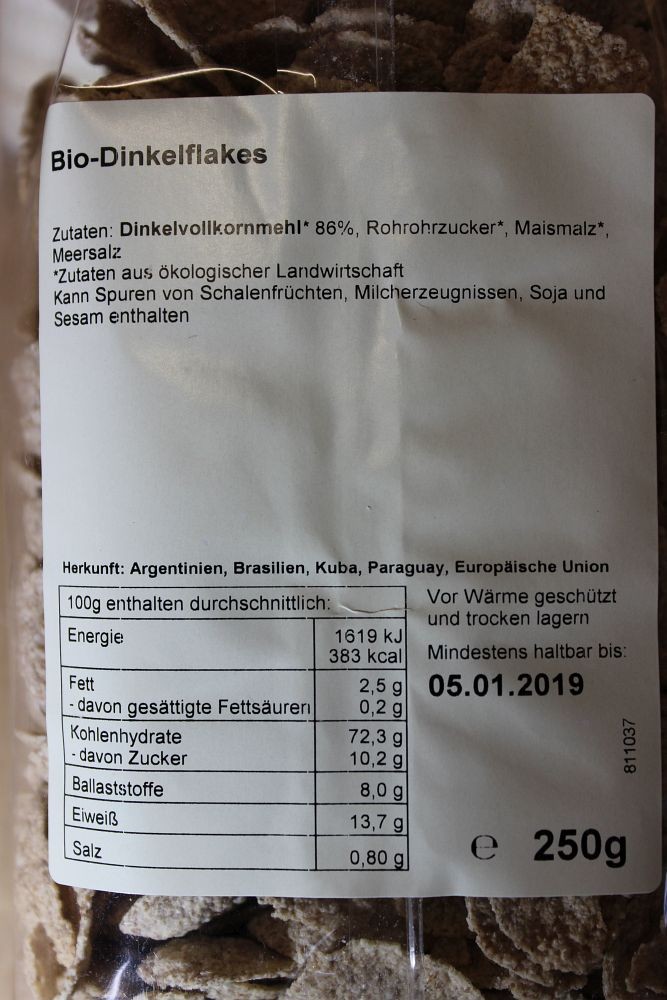 Bio-Dinkelflakes
Zutaten: Dinkelvollkornmehl* 86%, Rohrohrzucker*, Maismalz*,
Meersalz
*Zutaten aus ökologischer Landwirtschaft
Kann Spuren von Schalenfrüchten, Milcherzeugnissen, Soja und
Sesam enthalten
Herkunft: Argentinien, Brasilien, Kuba, Paraguay, Europäische Union
100g enthalten durchschnittlich:
Energie 1619 kJ
383 kcal
Fett 2,5 g
- davon gesättigte Fettsäuren 0,2 g
Kohlenhydrate 72,3 g
- davon Zucker 10,2 g
Ballaststoffe 8,0 g
Eiweiß 13,7 g
Salz 0,80 g
Vor Wärme geschützt
und trocken lagern
Mindestens haltbar bis:
05.01.2019
811037
e 250g